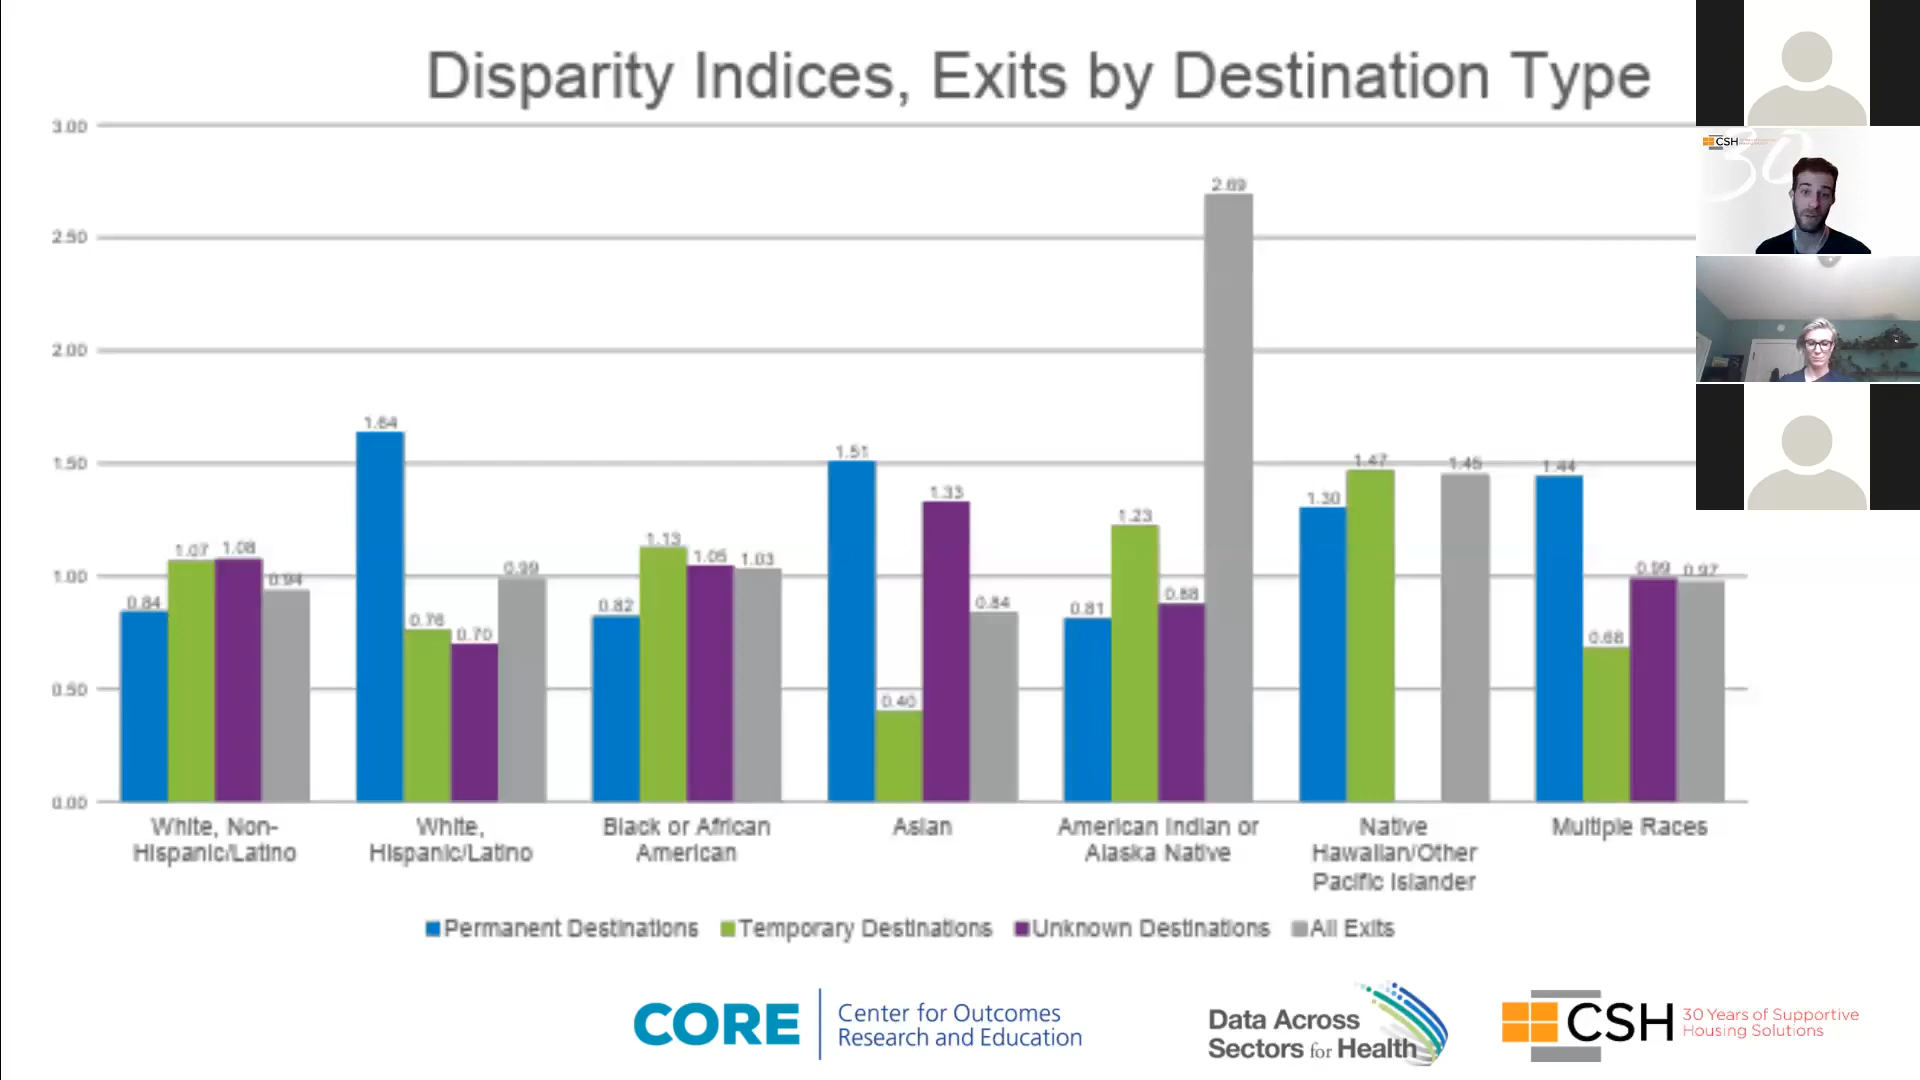 Disparity Indices, Exits by Destination Type
3.00
2.50
2.00
1.50
1.00
0.50
0.00
0.84
1.07
1.08
0.94
1.64
0.76
0.70
0.99
0.82
1.13
1.05
1.03
1.51
0.40
1.33
0.84
0.81
1.23
0.88
2.69
1.30
1.47
1.45
1.44
0.68
0.99
0.97
White, Non-
Hispanic/Latino
White,
Hispanic/Latino
Black or African
American
Asian
American Indian or
Alaska Native
Native
Hawaiian/Other
Pacific Islander
Multiple Races
Permanent Destinations Temporary Destinations Unknown Destinations All Exits
CORE
Center for Outcomes
Research and Education
Data Across
Sectors for Health
CSH
30 Years of Supportive
Housing Solutions
CSH
30